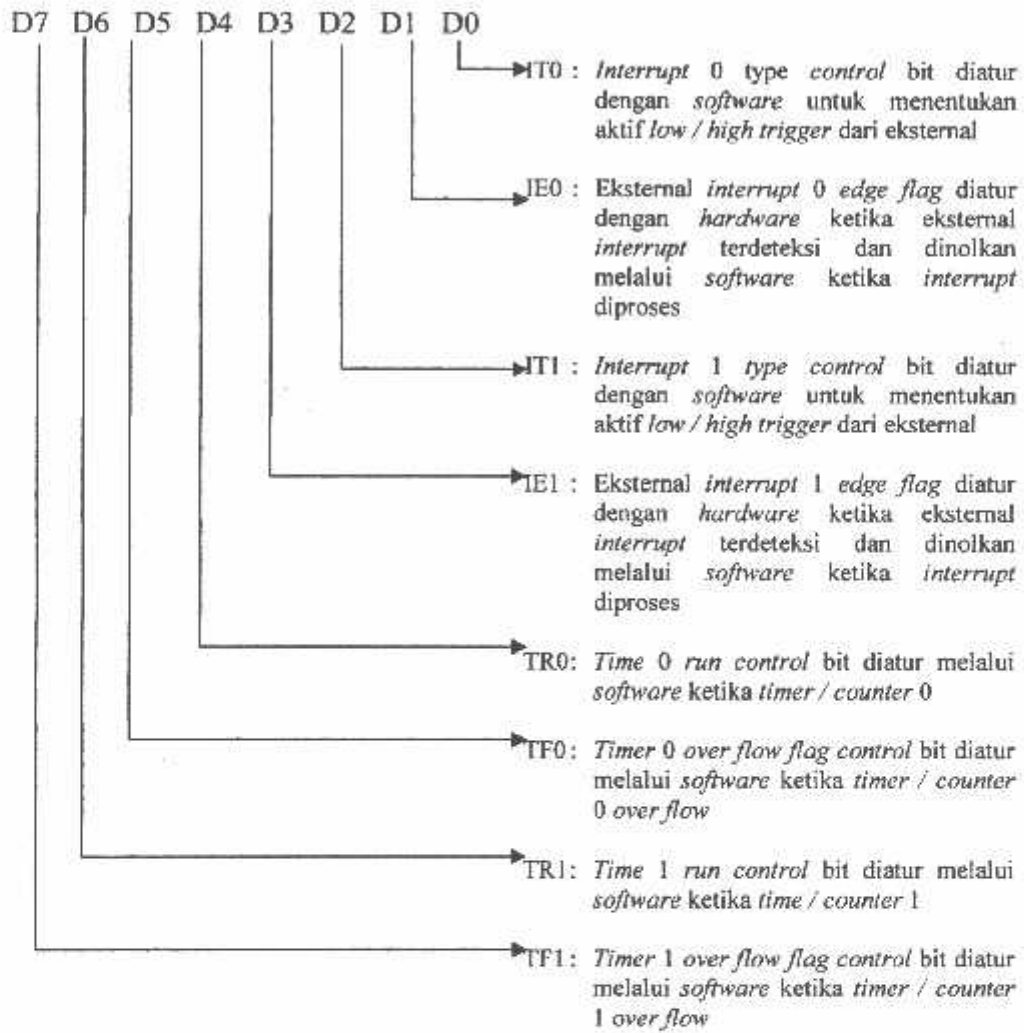 D7 D6 D5 D4 D3 D2 D1 D0
IT0 : Interrupt 0 type control bit diatur
dengan software untuk menentukan
aktif low / high trigger dari eksternal
IE0 : Eksternal interrupt 0 edge flag diatur
dengan hardware ketika eksternal
interrupt terdeteksi dan dinolkan
melalui software ketika interrupt
diproses
IT1 : Interrupt 1 type control bit diatur
dengan software untuk menentukan
aktif low / high trigger dari eksternal
IE1 : Eksternal interrupt 1 edge flag diatur
dengan hardware ketika eksternal
interrupt terdeteksi dan dinolkan
melalui software ketika interrupt
diproses
TR0: Time 0 run control bit diatur melalui
software ketika timer / counter 0
TF0: Timer 0 over flow flag control bit diatur
melalui software ketika timer / counter
0 over flow
TR1: Time 1 run control bit diatur melalui
software ketika time / counter 1
TF1: Timer 1 over flow flag control bit diatur
melalui software ketika timer / counter
1 over flow